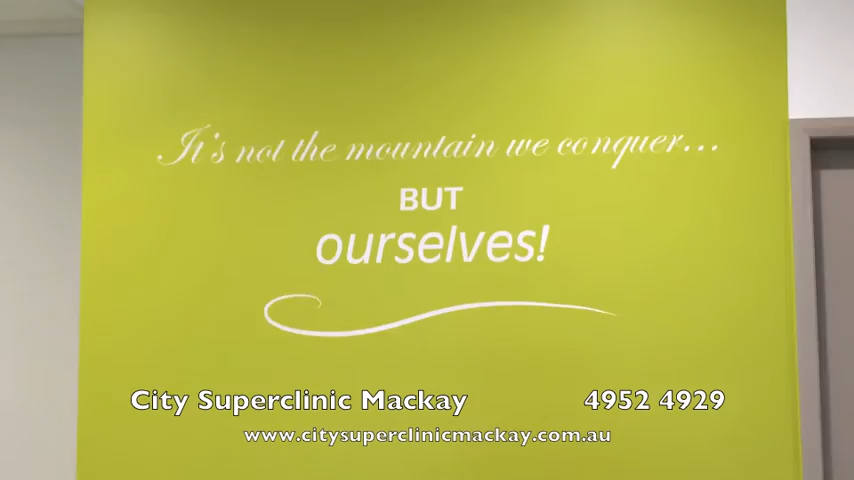 It's not the mountain we conquer...
BUT
ourselves!
City Superclinic Mackay 4952 4929
www.citysuperclinicmackay.com.au